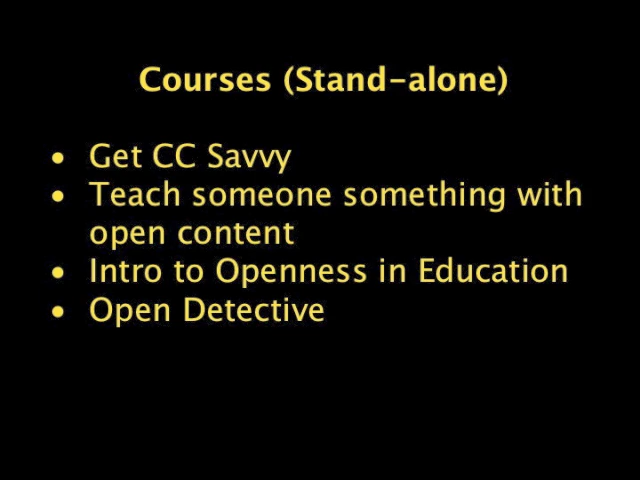 Courses (Stand-alone)
• Get CC Savvy
• Teach someone something with
open content
• Intro to Openness in Education
• Open Detective